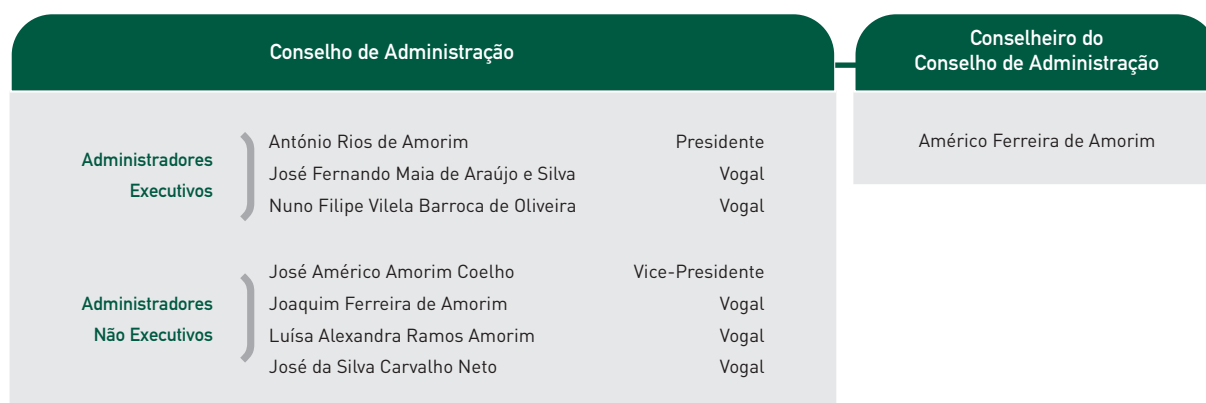 Conselho de Administração
Administradores
Executivos
António Rios de Amorim Presidente
José Fernando Maia de Araújo e Silva Vogal
Nuno Filipe Vilela Barroca de Oliveira Vogal
Administradores
Não Executivos
José Américo Amorim Coelho Vice-Presidente
Joaquim Ferreira de Amorim Vogal
Luísa Alexandra Ramos Amorim Vogal
José da Silva Carvalho Neto Vogal
Conselheiro do
Conselho de Administração
Américo Ferreira de Amorim